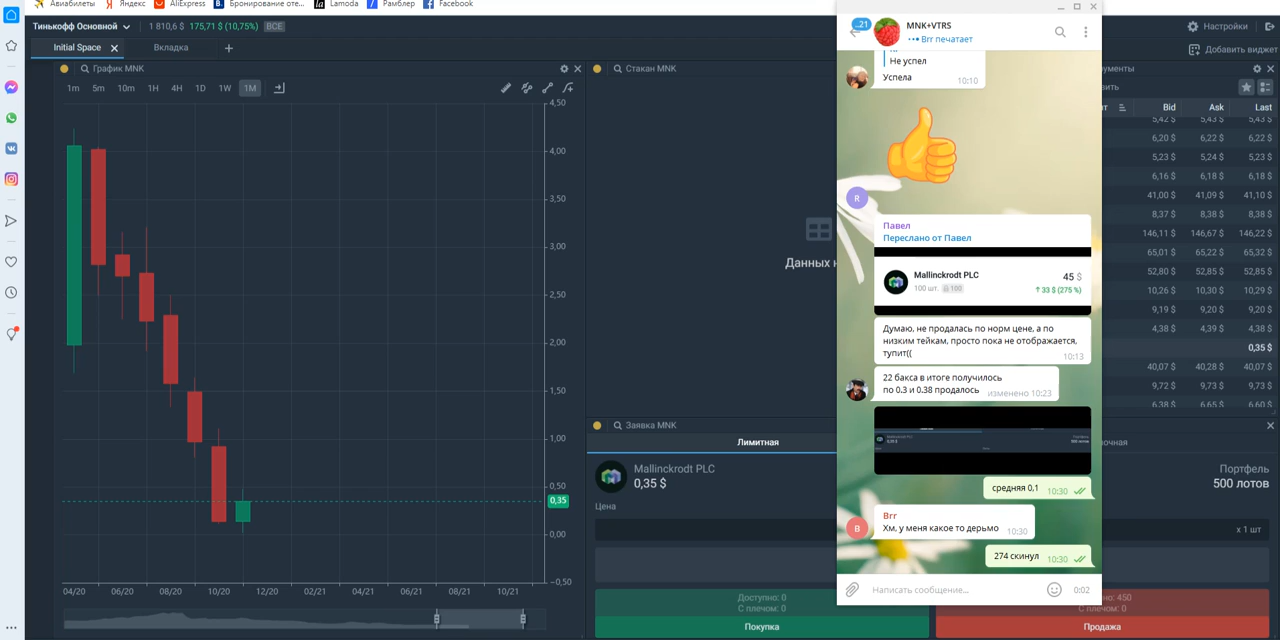 Авиабилеты
Яндекс
AliExpress
Бронирование оте...
Lamoda
Рамблер
Facebook
Тинькофф Основной
1 810,6 $ 175,71 $ (10,75%) ВСЕ
Настройки
Initial Space
Вкладка
Добавить виджет
График MNK
1m 5m 10m 1H 4H 1D 1W 1M
4,50
4,00
3,50
3,00
2,50
2,00
1,50
1,00
0,50
0,35
0,00
−0,50
04/20 06/20 08/20 10/20 12/20 02/21 04/21 06/21 08/21 10/21
Стакан MNK
Данных н
Заявка MNK
Лимитная
Mallinckrodt PLC
0,35 $
Цена
Доступно: 0
С плечом: 0
Покупка
..21
MNK+VTRS
Brr печатает
Не успел
Успела
10:10
R
Павел
Переслано от Павел
Mallinckrodt PLC
45 $
100 шт. 100
33 $ (275 %)
Думаю, не продалась по норм цене, а по
низким тейкам, просто пока не отображается,
тупит((
10:13
22 бакса в итоге получилось
по 0.3 и 0.38 продалось
изменено 10:23
средняя 0,1
10:30
B
Brr
Хм, у меня какое то дерьмо
10:30
274 скинул
10:30
Написать сообщение...
0:02
ументы
вить
Bid Ask Last
5,42 $ 5,43 $ 5,43 $
6,20 $ 6,22 $ 6,22 $
5,23 $ 5,24 $ 5,23 $
6,16 $ 6,18 $ 6,18 $
41,00 $ 41,09 $ 41,10 $
8,37 $ 8,38 $ 8,38 $
146,11 $ 146,67 $ 146,22 $
65,01 $ 65,22 $ 65,32 $
52,80 $ 52,85 $ 52,85 $
10,26 $ 10,30 $ 10,29 $
9,19 $ 9,20 $ 9,20 $
4,38 $ 4,39 $ 4,38 $
0,35 $
40,07 $ 40,28 $ 40,07 $
9,72 $ 9,73 $ 9,72 $
6,38 $ 6,65 $ 6,60 $
ночная
Портфель
500 лотов
x 1 шт
о: 450
С плечом: 0
Продажа